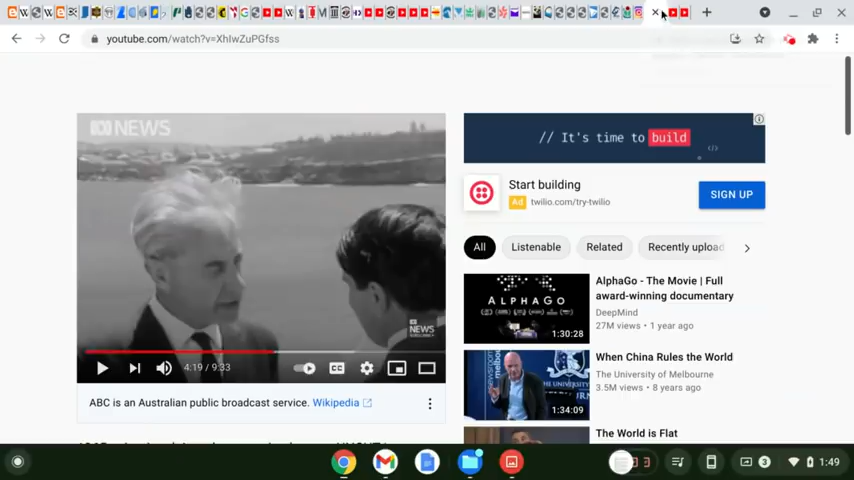 youtube.com/watch?v=XhIwZuPGfss
NEWS
// It's time to build
Start building
Ad twilio.com/try-twilio
SIGN UP
All
Listenable
Related
Recently upload
AlphaGo - The Movie | Full
award-winning documentary
DeepMind
27M views • 1 year ago
ALPHAGO
1:30:28
When China Rules the World
The University of Melbourne
3.5M views • 8 years ago
1:34:09
The World is Flat
NEWS
4:19 / 9:33
ABC is an Australian public broadcast service. Wikipedia
3
1:49